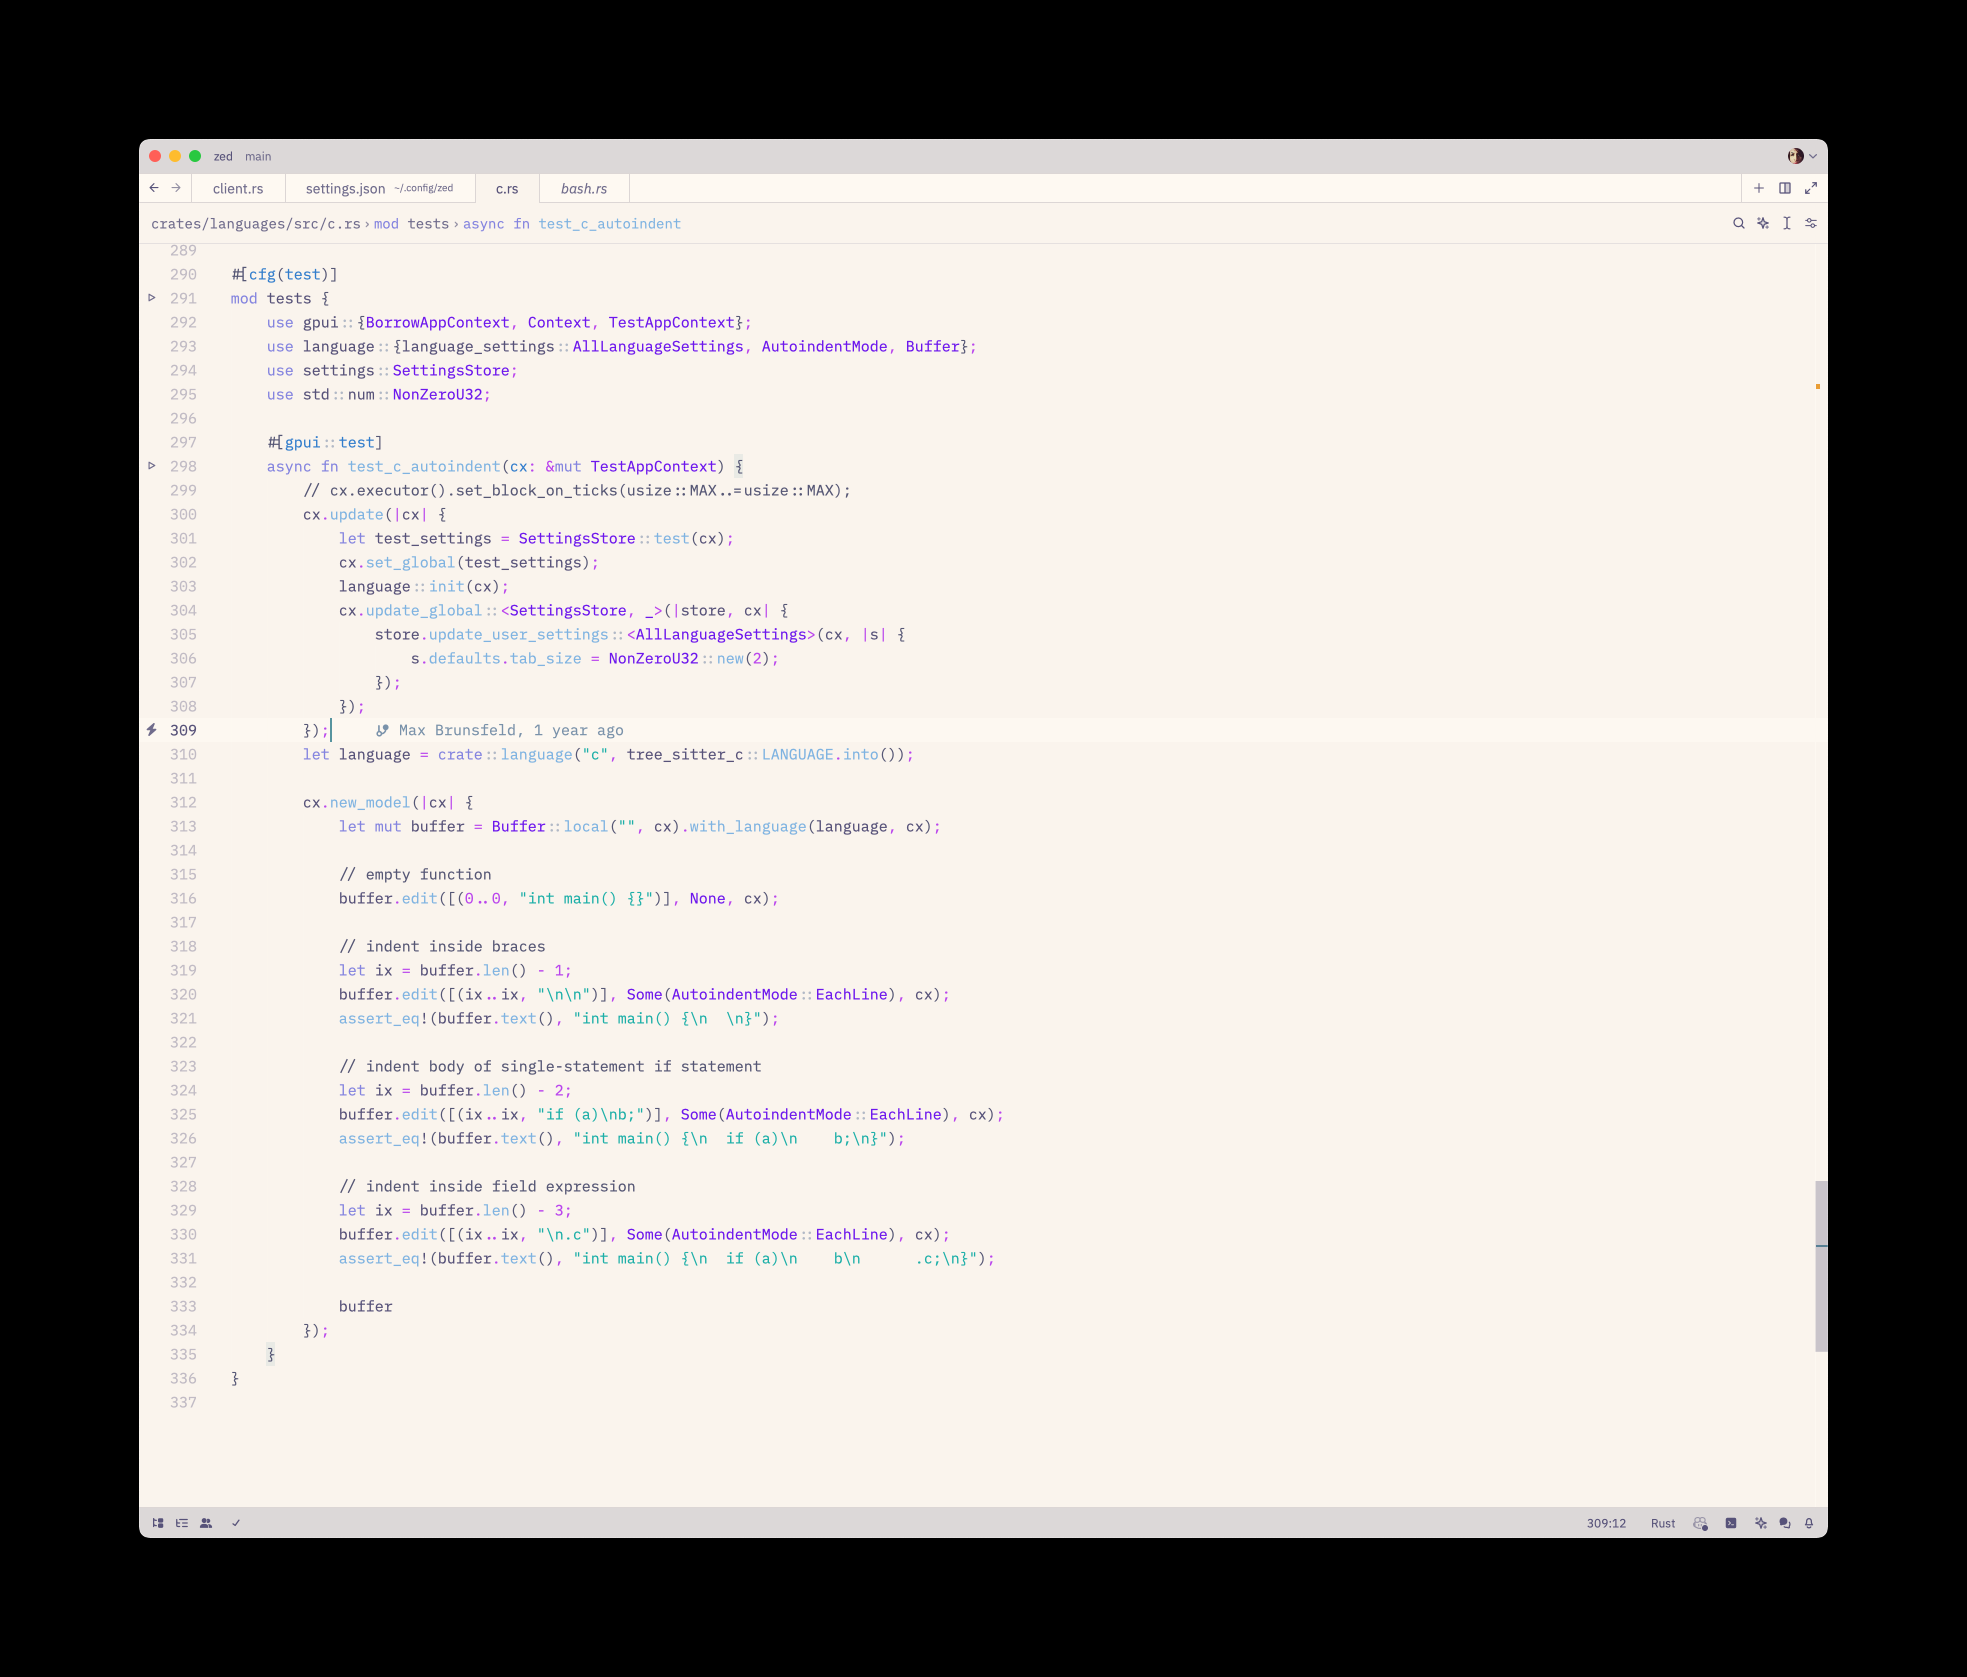 zed main
client.rs settings.json ~/.config/zed c.rs bash.rs
crates/languages/src/c.rs › mod tests › async fn test_c_autoindent
289
290 #[cfg(test)]
291 mod tests {
292     use gpui::{BorrowAppContext, Context, TestAppContext};
293     use language::{language_settings::AllLanguageSettings, AutoindentMode, Buffer};
294     use settings::SettingsStore;
295     use std::num::NonZeroU32;
296
297     #[gpui::test]
298     async fn test_c_autoindent(cx: &mut TestAppContext) {
299         // cx.executor().set_block_on_ticks(usize::MAX..=usize::MAX);
300         cx.update(|cx| {
301             let test_settings = SettingsStore::test(cx);
302             cx.set_global(test_settings);
303             language::init(cx);
304             cx.update_global::<SettingsStore, _>(|store, cx| {
305                 store.update_user_settings::<AllLanguageSettings>(cx, |s| {
306                     s.defaults.tab_size = NonZeroU32::new(2);
307                 });
308             });
309         });     Max Brunsfeld, 1 year ago
310         let language = crate::language("c", tree_sitter_c::LANGUAGE.into());
311
312         cx.new_model(|cx| {
313             let mut buffer = Buffer::local("", cx).with_language(language, cx);
314
315             // empty function
316             buffer.edit([(0..0, "int main() {}")], None, cx);
317
318             // indent inside braces
319             let ix = buffer.len() - 1;
320             buffer.edit([(ix..ix, "\n\n")], Some(AutoindentMode::EachLine), cx);
321             assert_eq!(buffer.text(), "int main() {\n  \n}");
322
323             // indent body of single-statement if statement
324             let ix = buffer.len() - 2;
325             buffer.edit([(ix..ix, "if (a)\nb;")], Some(AutoindentMode::EachLine), cx);
326             assert_eq!(buffer.text(), "int main() {\n  if (a)\n    b;\n}");
327
328             // indent inside field expression
329             let ix = buffer.len() - 3;
330             buffer.edit([(ix..ix, "\n.c")], Some(AutoindentMode::EachLine), cx);
331             assert_eq!(buffer.text(), "int main() {\n  if (a)\n    b\n      .c;\n}");
332
333             buffer
334         });
335     }
336 }
337
309:12 Rust